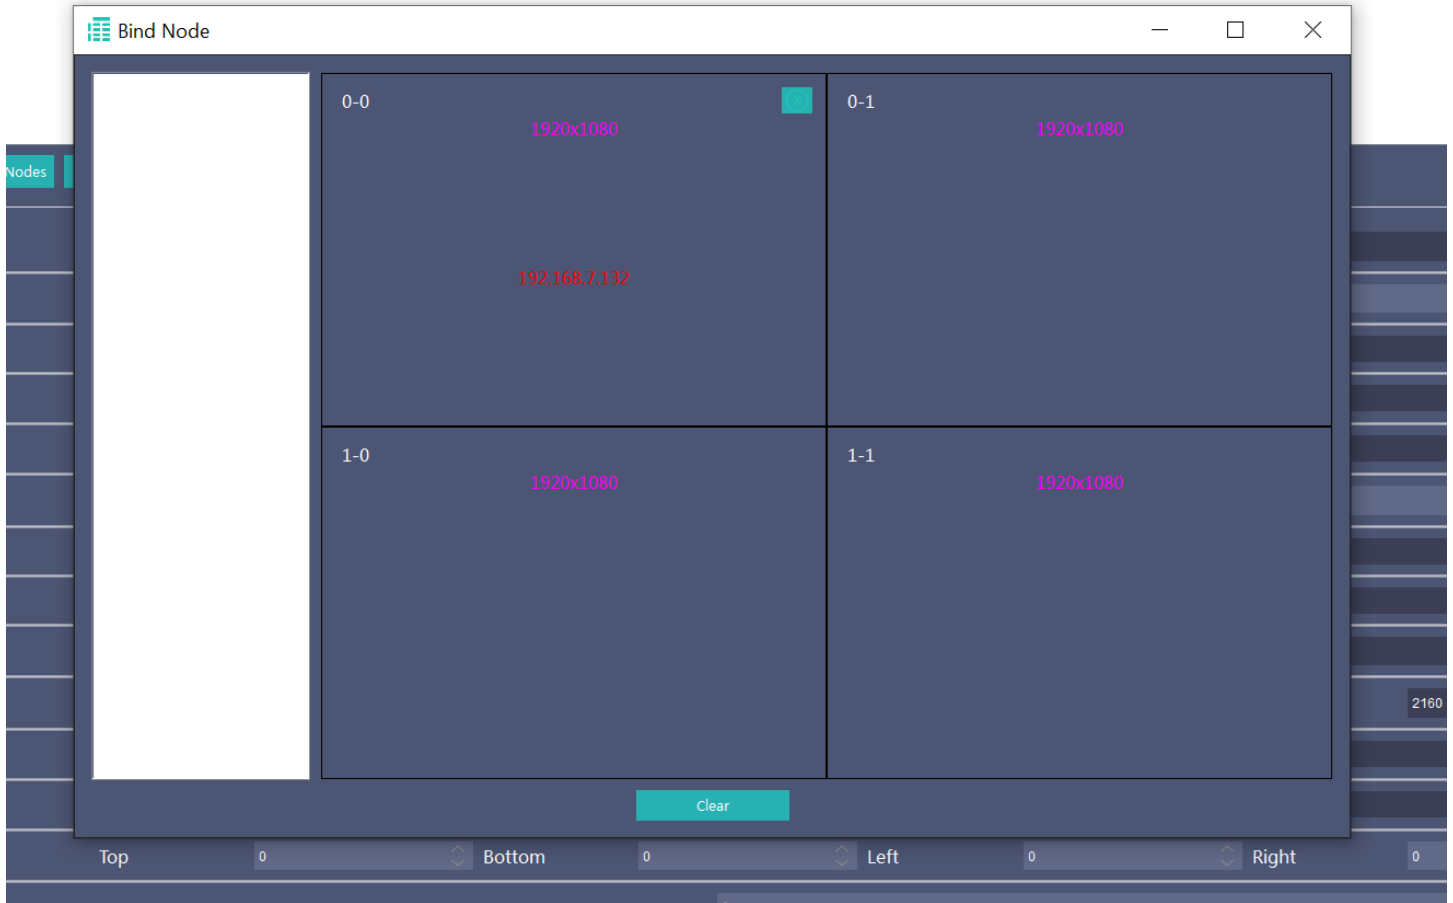 Bind Node
0-0
1920x1080
192.168.7.132
0-1
1920x1080
1-0
1920x1080
1-1
1920x1080
Clear
Nodes
2160
Top 0 Bottom 0 Left 0 Right 0